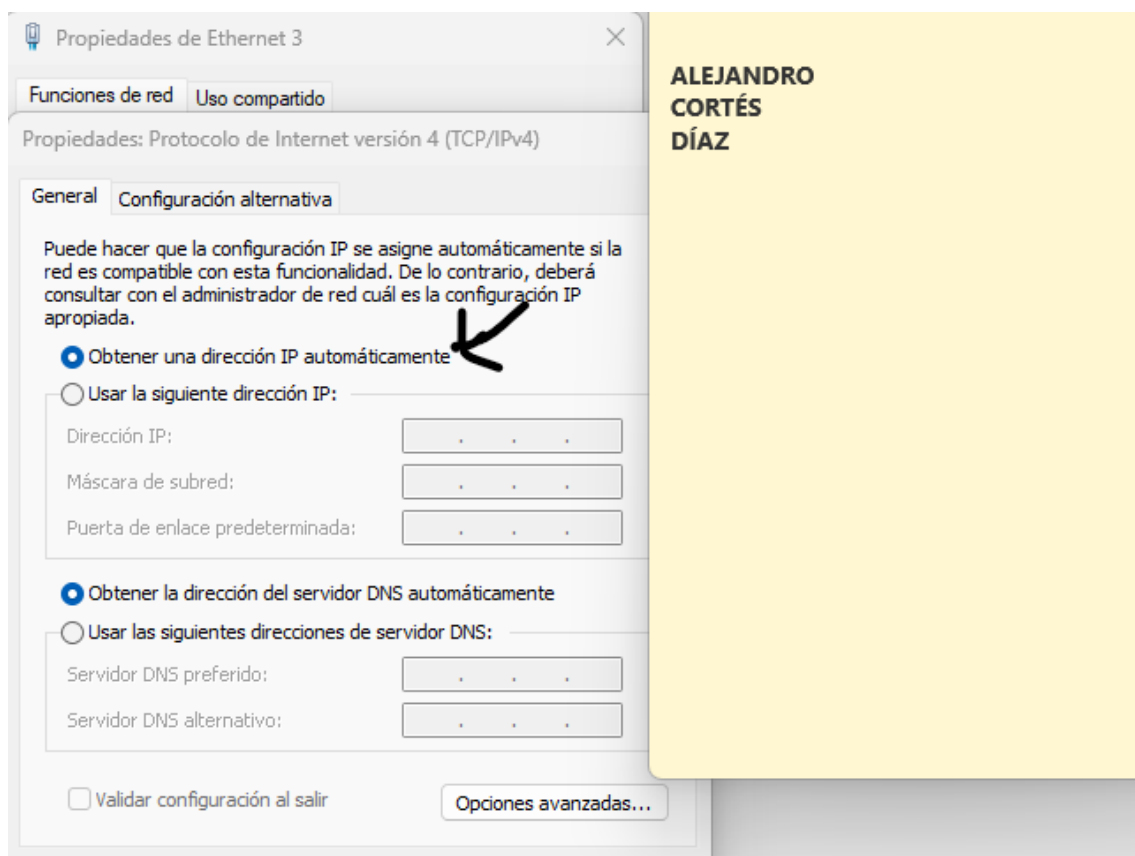 Propiedades de Ethernet 3
Funciones de red
Uso compartido
Propiedades: Protocolo de Internet versión 4 (TCP/IPv4)
General
Configuración alternativa
Puede hacer que la configuración IP se asigne automáticamente si la
red es compatible con esta funcionalidad. De lo contrario, deberá
consultar con el administrador de red cuál es la configuración IP
apropiada.
Obtener una dirección IP automáticamente
Usar la siguiente dirección IP:
Dirección IP:
Máscara de subred:
Puerta de enlace predeterminada:
Obtener la dirección del servidor DNS automáticamente
Usar las siguientes direcciones de servidor DNS:
Servidor DNS preferido:
Servidor DNS alternativo:
Validar configuración al salir
Opciones avanzadas...
ALEJANDRO
CORTÉS
DÍAZ